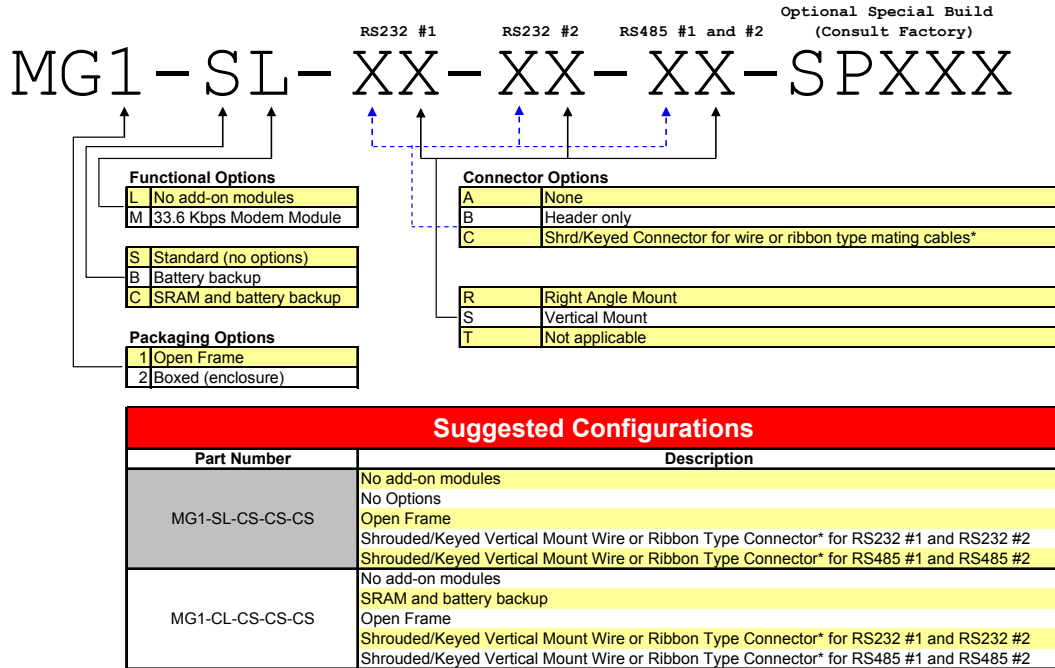 Optional Special Build
RS232 #1 RS232 #2 RS485 #1 and #2 (Consult Factory)
MG1-SL-XX-XX-XX-SPXXX
Functional Options
L No add-on modules
M 33.6 Kbps Modem Module
S Standard (no options)
B Battery backup
C SRAM and battery backup
Packaging Options
1 Open Frame
2 Boxed (enclosure)
Connector Options
A None
B Header only
C Shrd/Keyed Connector for wire or ribbon type mating cables*
R Right Angle Mount
S Vertical Mount
T Not applicable
Suggested Configurations
Part Number Description
MG1-SL-CS-CS-CS
No add-on modules
No Options
Open Frame
Shrouded/Keyed Vertical Mount Wire or Ribbon Type Connector* for RS232 #1 and RS232 #2
Shrouded/Keyed Vertical Mount Wire or Ribbon Type Connector* for RS485 #1 and RS485 #2
MG1-CL-CS-CS-CS
No add-on modules
SRAM and battery backup
Open Frame
Shrouded/Keyed Vertical Mount Wire or Ribbon Type Connector* for RS232 #1 and RS232 #2
Shrouded/Keyed Vertical Mount Wire or Ribbon Type Connector* for RS485 #1 and RS485 #2